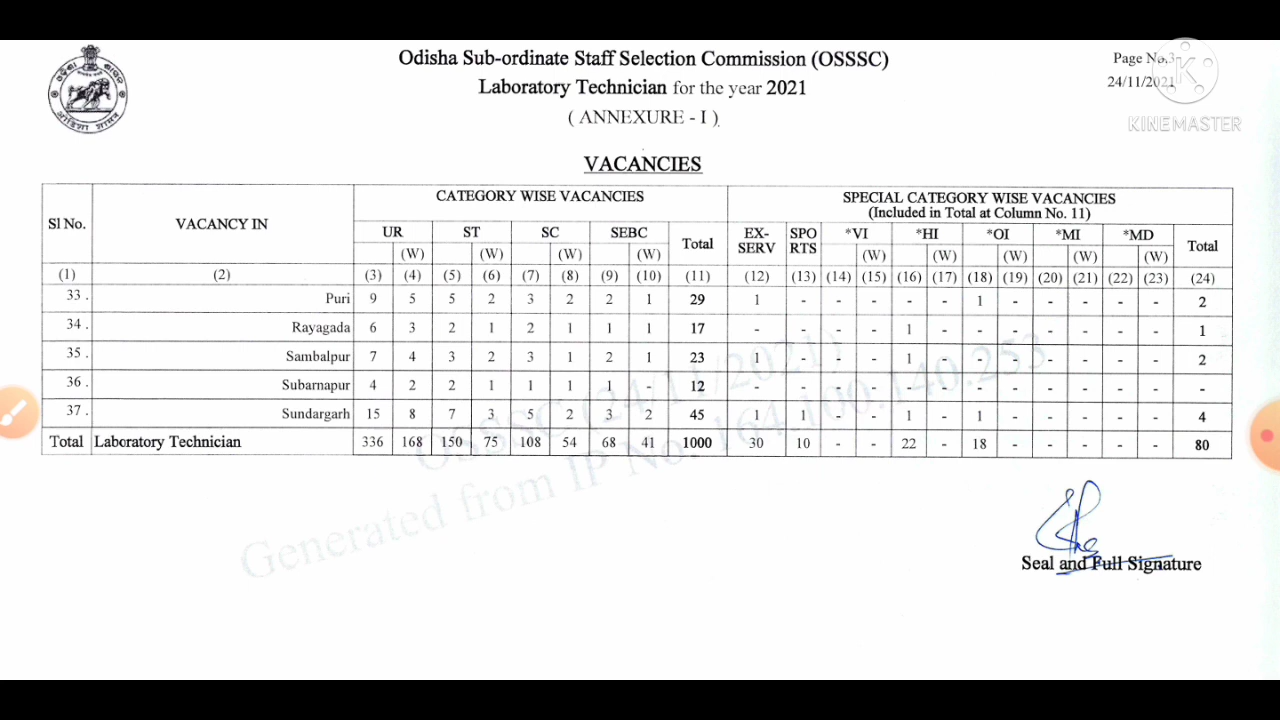 Odisha Sub-ordinate Staff Selection Commission (OSSSC)
Laboratory Technician for the year 2021
( ANNEXURE - I )
Page No.3
24/11/2021
K
KINEMASTER
VACANCIES
Sl No. VACANCY IN CATEGORY WISE VACANCIES SPECIAL CATEGORY WISE VACANCIES
(Included in Total at Column No. 11)
UR ST SC SEBC Total EX-SERV SPORTS *VI *HI *OI *MI *MD Total
(W) (W) (W) (W) (W) (W) (W) (W) (W)
(1) (2) (3) (4) (5) (6) (7) (8) (9) (10) (11) (12) (13) (14) (15) (16) (17) (18) (19) (20) (21) (22) (23) (24)
33 . Puri 9 5 5 2 3 2 2 1 29 1 - - - - - 1 - - - - - 2
34 . Rayagada 6 3 2 1 2 1 1 1 17 - - - - 1 - - - - - - - 1
35 . Sambalpur 7 4 3 2 3 1 2 1 23 1 - - - 1 - - - - - - - 2
36 . Subarnapur 4 2 2 1 1 1 1 - 12 - - - - - - - - - - - - -
37 . Sundargarh 15 8 7 3 5 2 3 2 45 1 1 - - 1 - 1 - - - - - 4
Total Laboratory Technician 336 168 150 75 108 54 68 41 1000 30 10 - - 22 - 18 - - - - - 80
OSSSC (24/11/2021)
Generated from IP No. 164.100.140.253
Seal and Full Signature